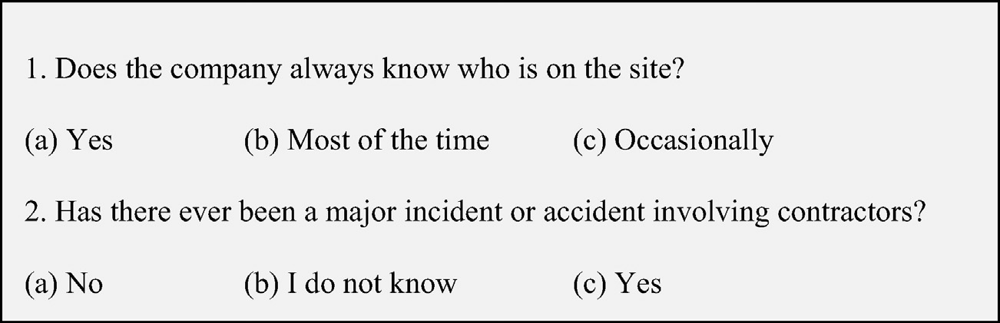 1. Does the company always know who is on the site?
(a) Yes (b) Most of the time (c) Occasionally
2. Has there ever been a major incident or accident involving contractors?
(a) No (b) I do not know (c) Yes